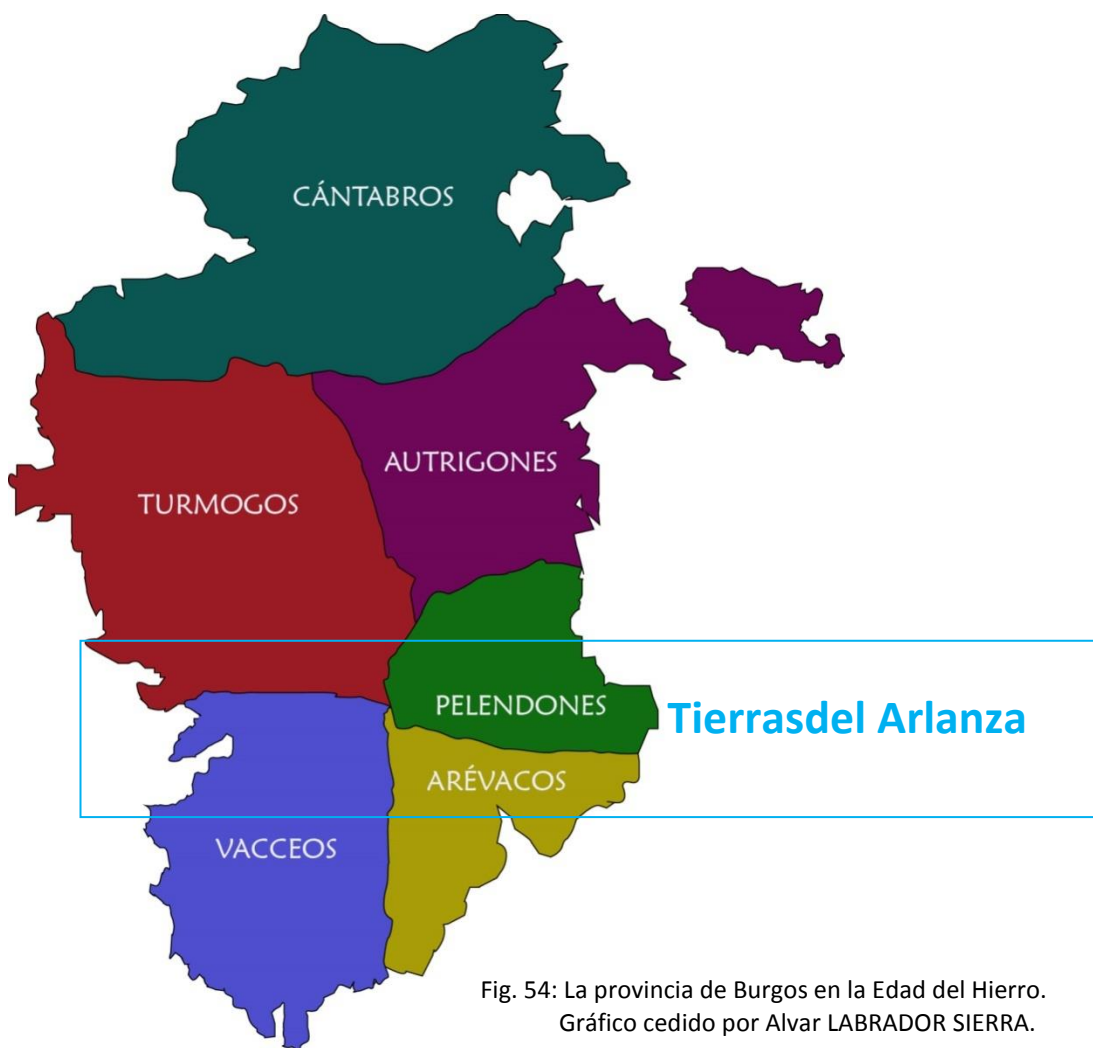 CÁNTABROS
AUTRIGONES
TURMOGOS
PELENDONES
Tierrasdel Arlanza
ARÉVACOS
VACCEOS
Fig. 54: La provincia de Burgos en la Edad del Hierro.
Gráfico cedido por Alvar LABRADOR SIERRA.